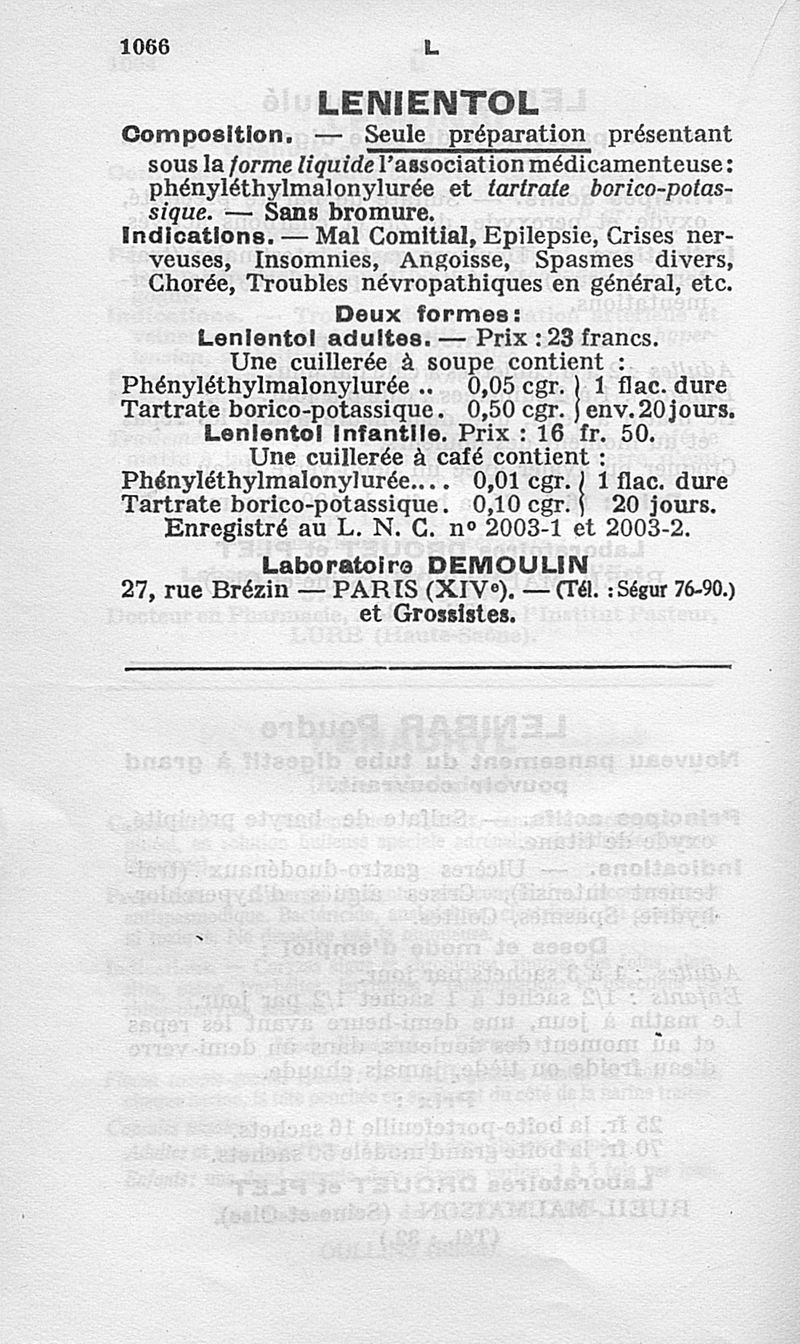 1066
L
LENIENTOL
Composition. — Seule préparation présentant
sous la forme liquide l'association médicamenteuse :
phényléthylmalonylurée et tartrate borico-potas-
sique. — Sans bromure.
Indications. — Mal Comitial, Epilepsie, Crises ner-
veuses, Insomnies, Angoisse, Spasmes divers,
Chorée, Troubles névropathiques en général, etc.
Deux formes :
Lenientol adultes. — Prix : 23 francs.
Une cuillerée à soupe contient :
Phényléthylmalonylurée .. 0,05 cgr. } 1 flac. dure
Tartrate borico-potassique. 0,50 cgr. } env. 20 jours.
Lenientol Infantile. Prix : 16 fr. 50.
Une cuillerée à café contient :
Phényléthylmalonylurée.... 0,01 cgr. } 1 flac. dure
Tartrate borico-potassique. 0,10 cgr. } 20 jours.
Enregistré au L. N. C. nº 2003-1 et 2003-2.
Laboratoire DEMOULIN
27, rue Brézin — PARIS (XIVᵉ). — (Tél. : Ségur 76-90.)
et Grossistes.